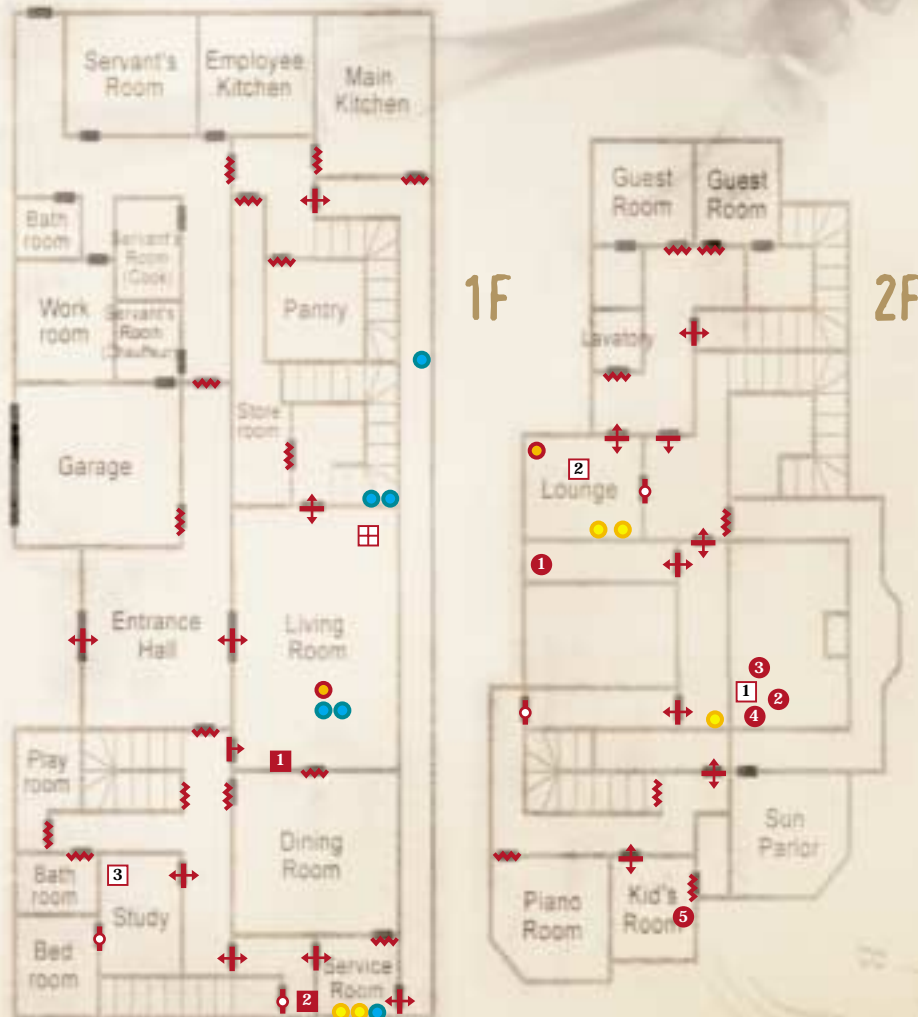 Servant's
Room
Employee
Kitchen
Main
Kitchen
Bath
room
Servant's
Room
(Cook)
Work
room
Servant's
Room
(Chauffeur)
Pantry
1F
Store
room
Garage
Entrance
Hall
Living
Room
1
Play
room
Dining
Room
3
Bath
room
Study
Bed
room
Service
Room
2
Guest
Room
Guest
Room
2F
Lavatory
2
Lounge
1
3
1
2
4
Sun
Parlor
Piano
Room
Kid's
Room
5